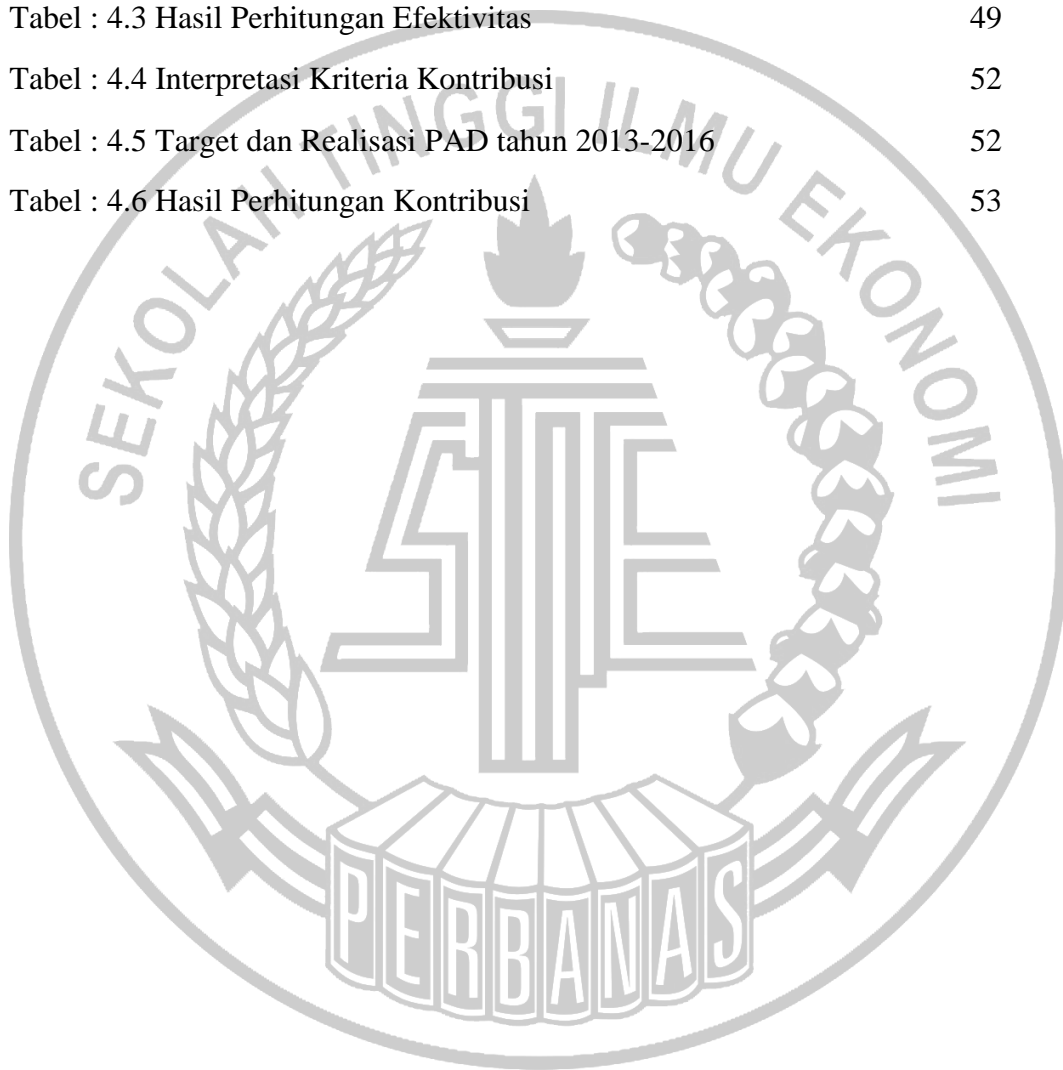 Tabel : 4.3 Hasil Perhitungan Efektivitas 49
Tabel : 4.4 Interpretasi Kriteria Kontribusi 52
Tabel : 4.5 Target dan Realisasi PAD tahun 2013-2016 52
Tabel : 4.6 Hasil Perhitungan Kontribusi 53
SEKOLAH TINGGI ILMU EKONOMI
STIE
PERBANAS